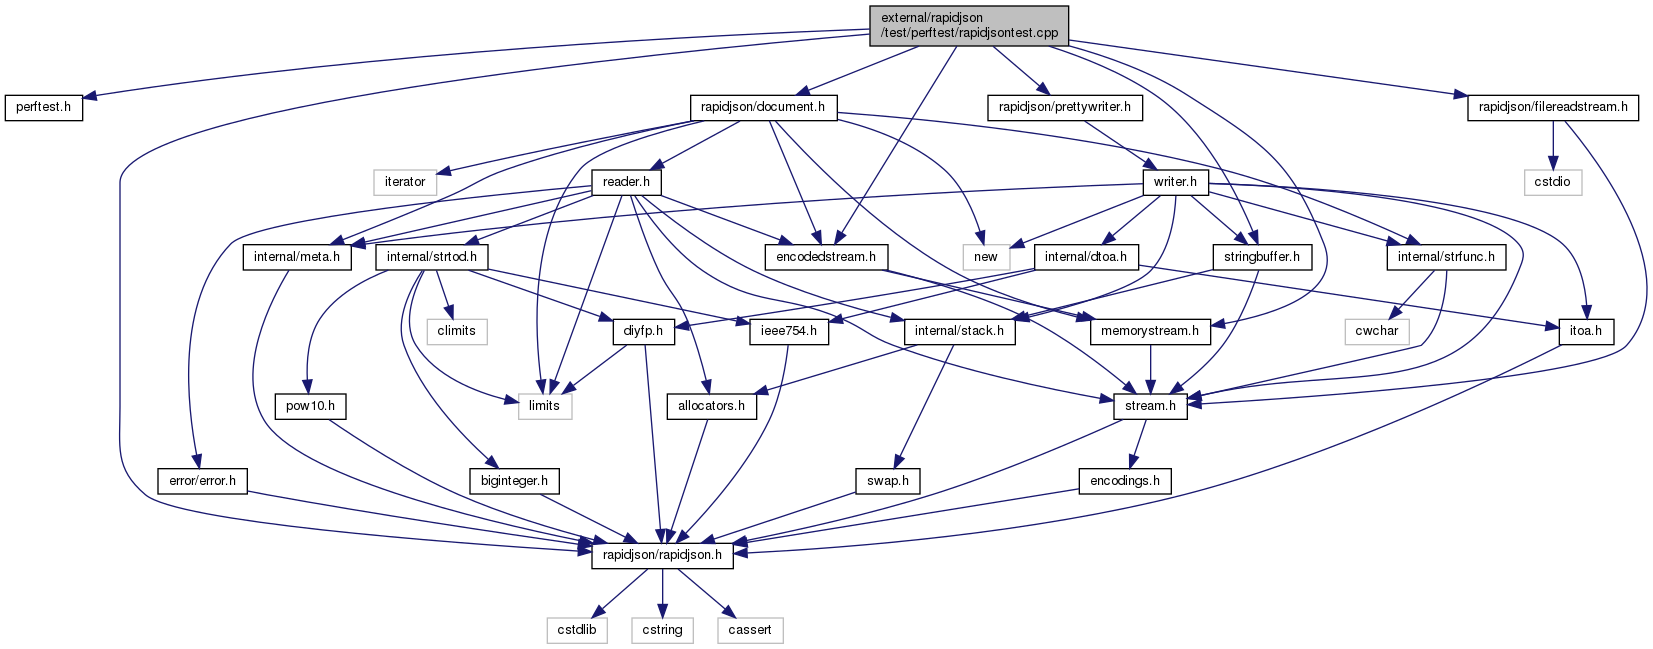 external/rapidjson
/test/perftest/rapidjsontest.cpp
perftest.h
rapidjson/document.h
rapidjson/prettywriter.h
rapidjson/filereadstream.h
iterator
reader.h
writer.h
cstdio
internal/meta.h
internal/strtod.h
encodedstream.h
new
internal/dtoa.h
stringbuffer.h
internal/strfunc.h
climits
diyfp.h
ieee754.h
internal/stack.h
memorystream.h
cwchar
itoa.h
pow10.h
limits
allocators.h
stream.h
error/error.h
biginteger.h
swap.h
encodings.h
rapidjson/rapidjson.h
cstdlib
cstring
cassert